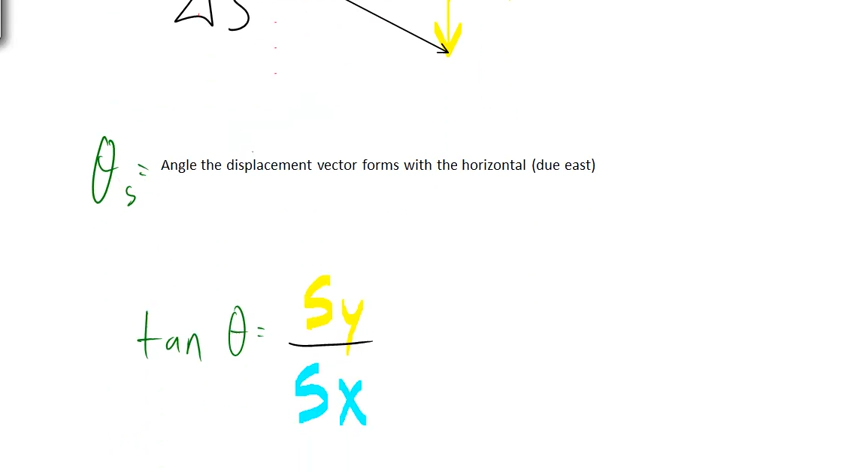 ΔS
θs = Angle the displacement vector forms with the horizontal (due east)
tan θ = Sy
Sx